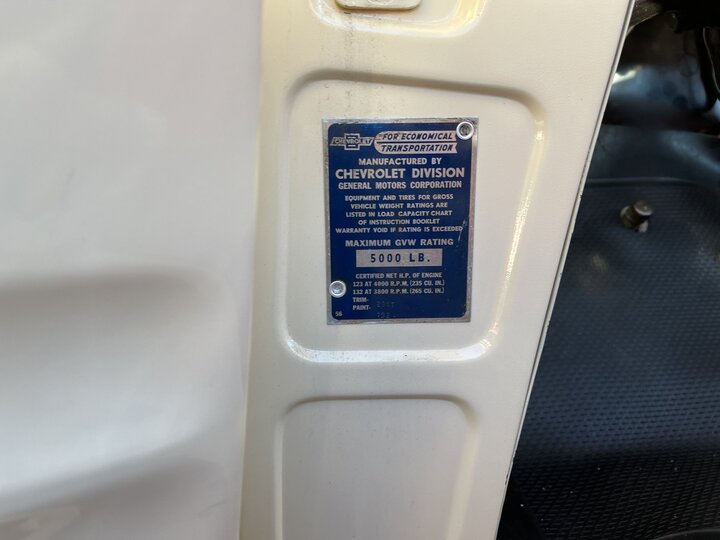 CHEVROLET
FOR ECONOMICAL
TRANSPORTATION
MANUFACTURED BY
CHEVROLET DIVISION
GENERAL MOTORS CORPORATION
EQUIPMENT AND TIRES FOR GROSS
VEHICLE WEIGHT RATINGS ARE
LISTED IN LOAD CAPACITY CHART
OF INSTRUCTION BOOKLET
WARRANTY VOID IF RATING IS EXCEEDED
MAXIMUM GVW RATING
5000 LB.
CERTIFIED NET H.P. OF ENGINE
123 AT 4000 R.P.M. (235 CU. IN.)
132 AT 3800 R.P.M. (265 CU. IN.)
TRIM-
PAINT-
56